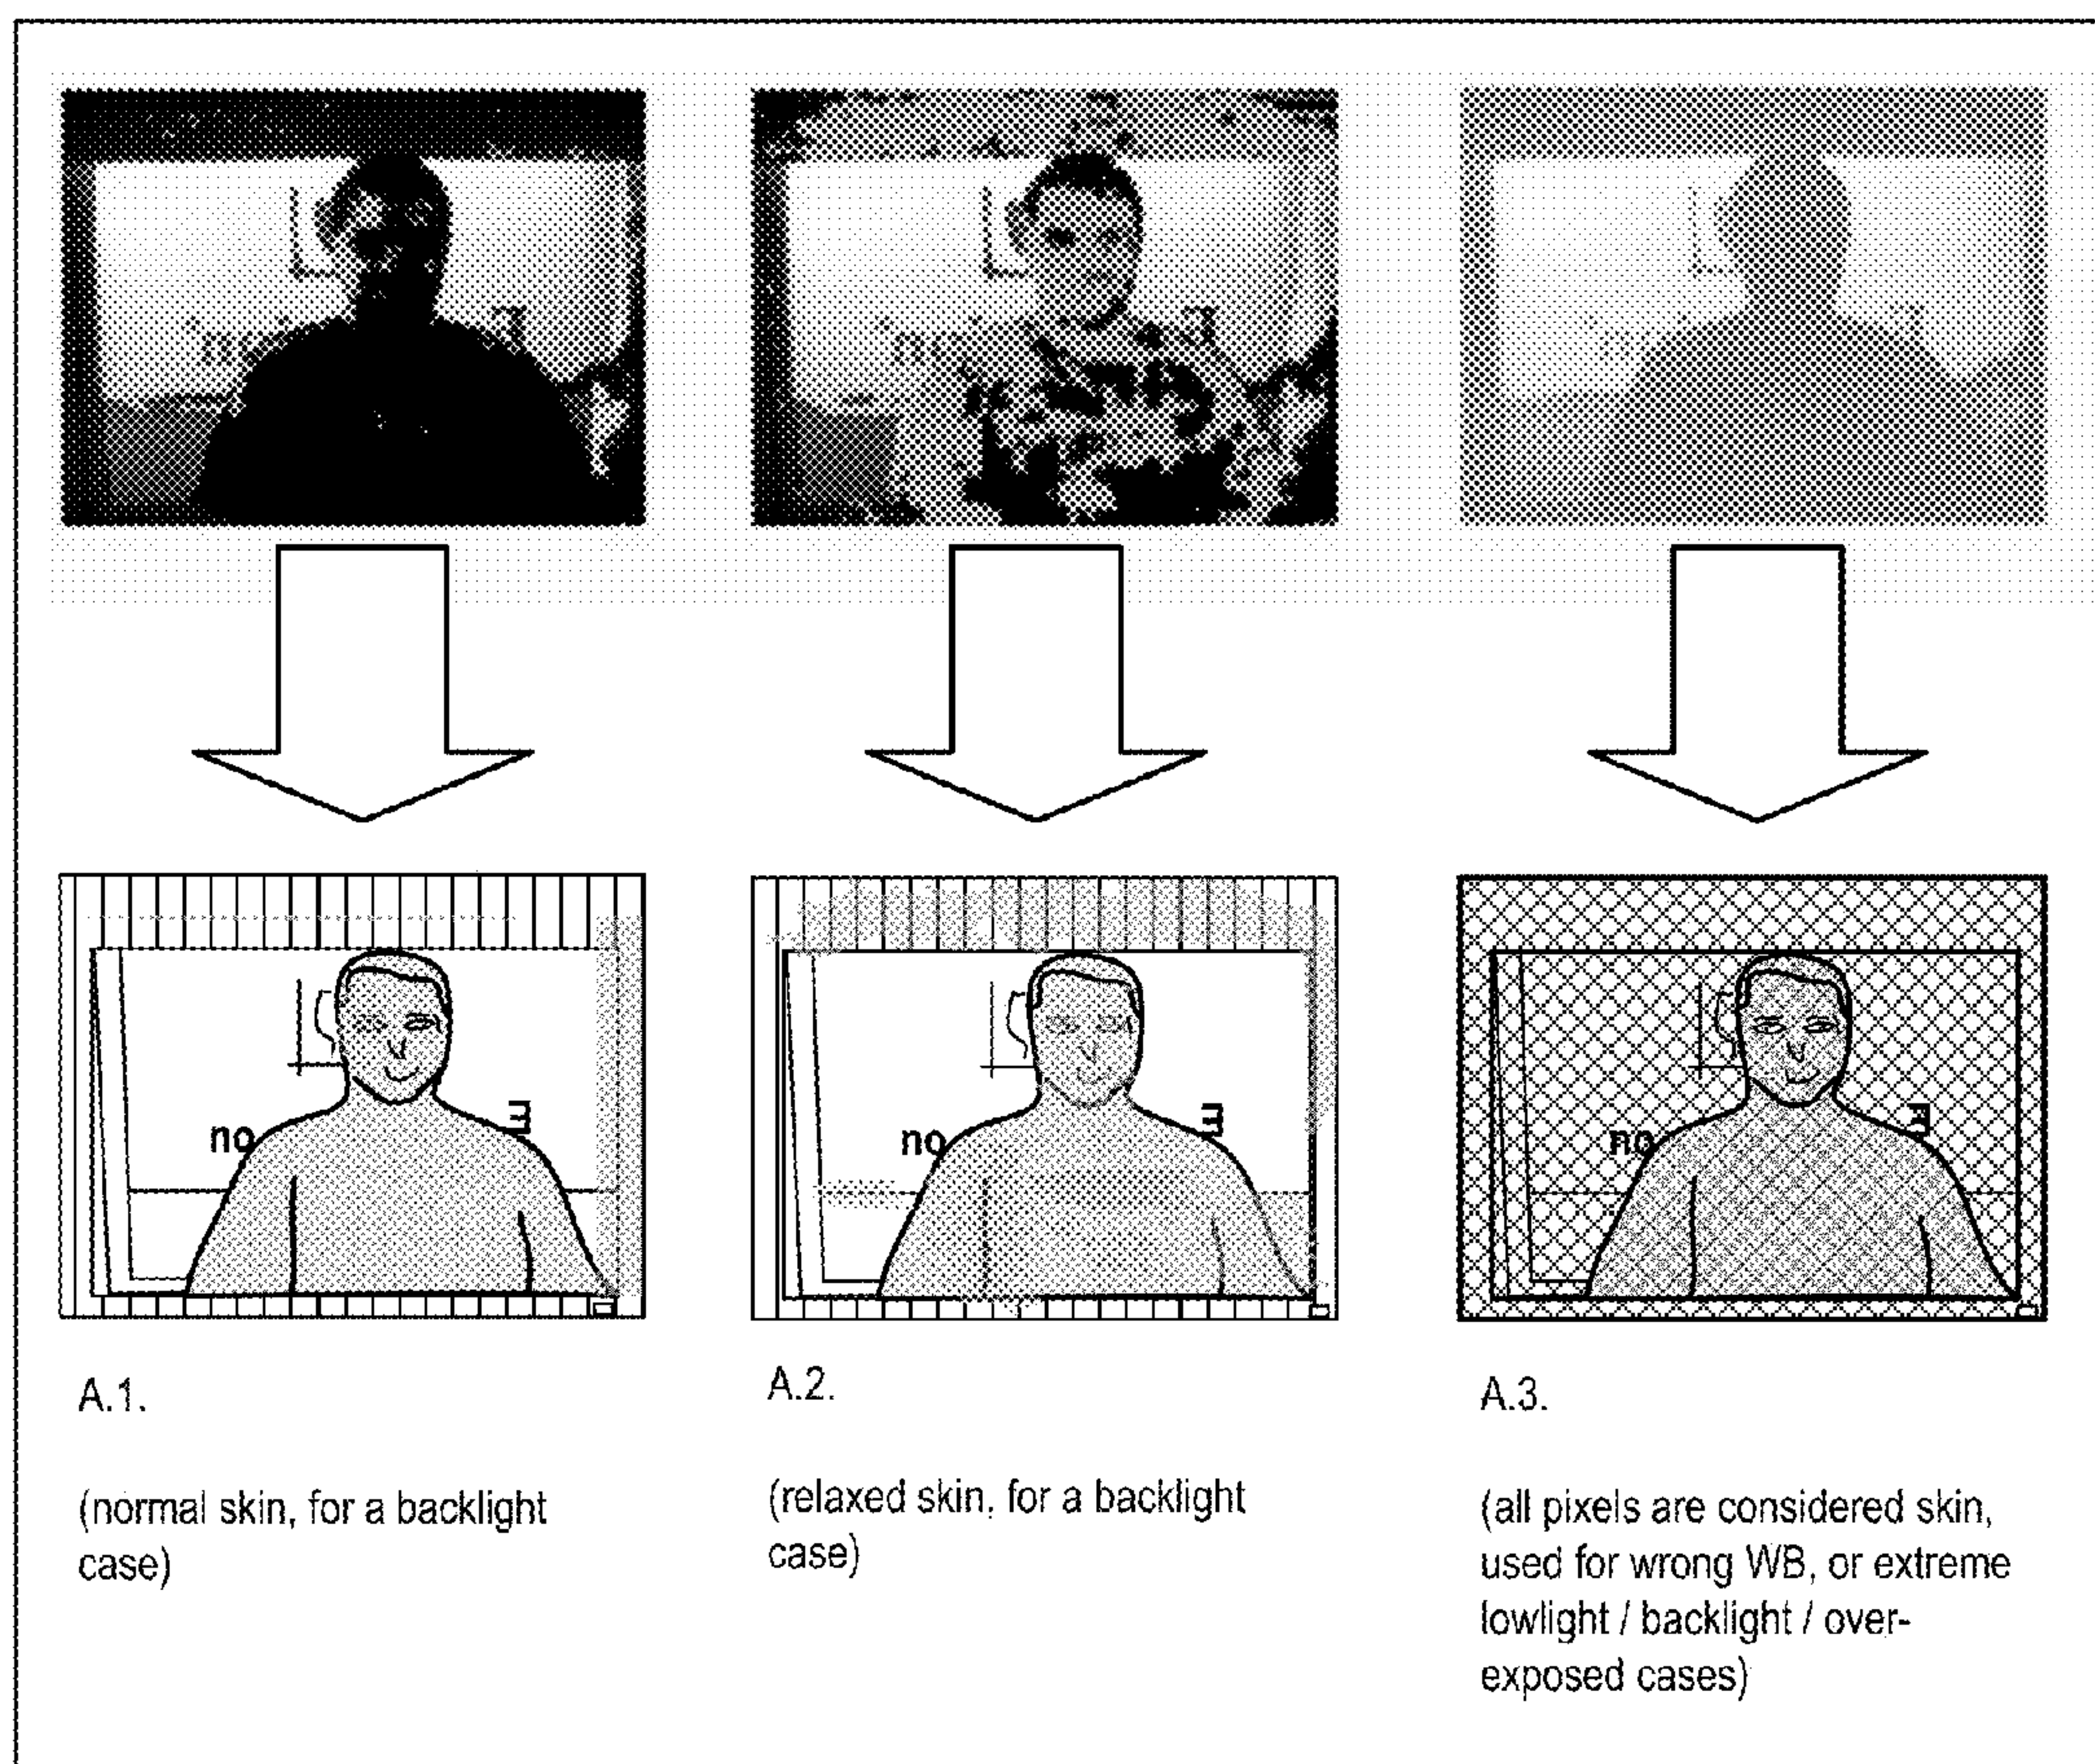 no
E
no
E
no
E
A.1.
(normal skin, for a backlight
case)
A.2.
(relaxed skin, for a backlight
case)
A.3.
(all pixels are considered skin,
used for wrong WB, or extreme
lowlight / backlight / over-
exposed cases)